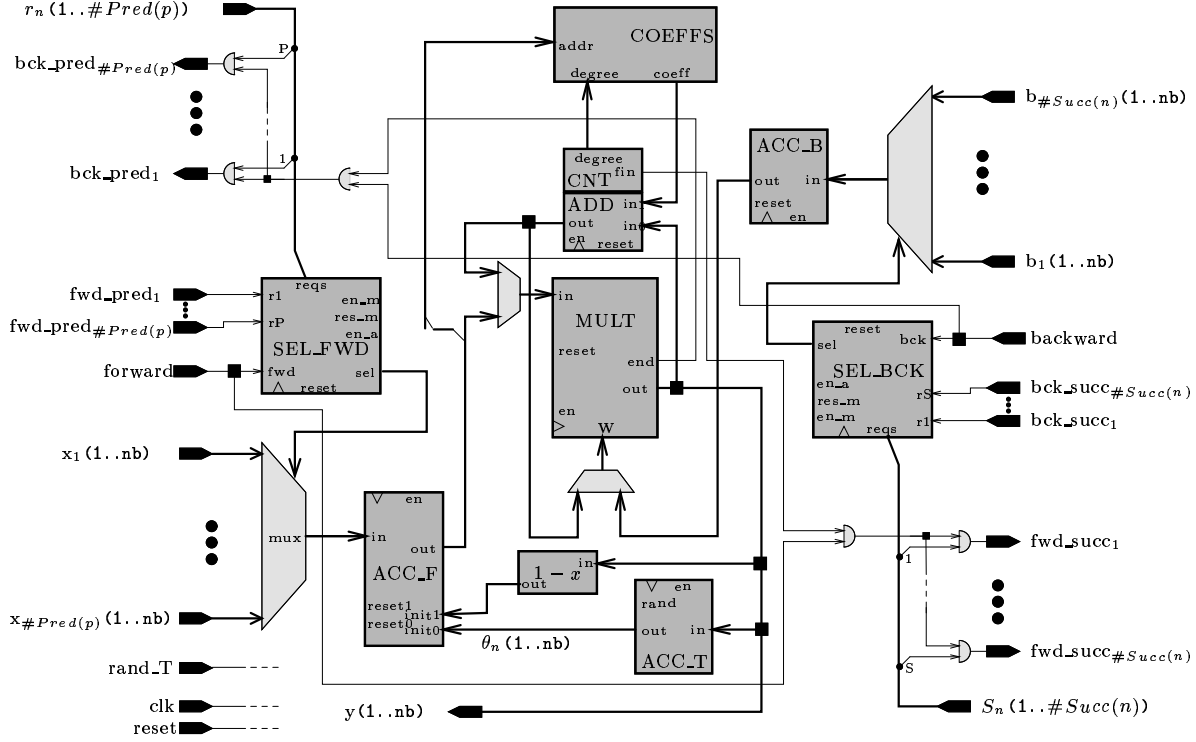 r_n(1..#Pred(p))
bck_pred_#Pred(p)
P
bck_pred_1
1
COEFFS
addr
degree
coeff
degree
fin
CNT
ADD
in1
out
in0
en
reset
ACC_B
out
in
reset
en
b_#Succ(n)(1..nb)
b_1(1..nb)
fwd_pred_1
fwd_pred_#Pred(p)
forward
reqs
r1
en_m
res_m
rP
en_a
SEL_FWD
fwd
sel
reset
in
MULT
reset
end
out
en
W
reset
sel
bck
SEL_BCK
en_a
rS
res_m
en_m
r1
reqs
backward
bck_succ_#Succ(n)
bck_succ_1
x_1(1..nb)
mux
x_#Pred(p)(1..nb)
en
in
out
ACC_F
reset1
init1
reset0
init0
1 − x
in
out
en
rand
out
in
ACC_T
θ_n(1..nb)
1
fwd_succ_1
S
fwd_succ_#Succ(n)
S_n(1..#Succ(n))
rand_T
clk
reset
y(1..nb)